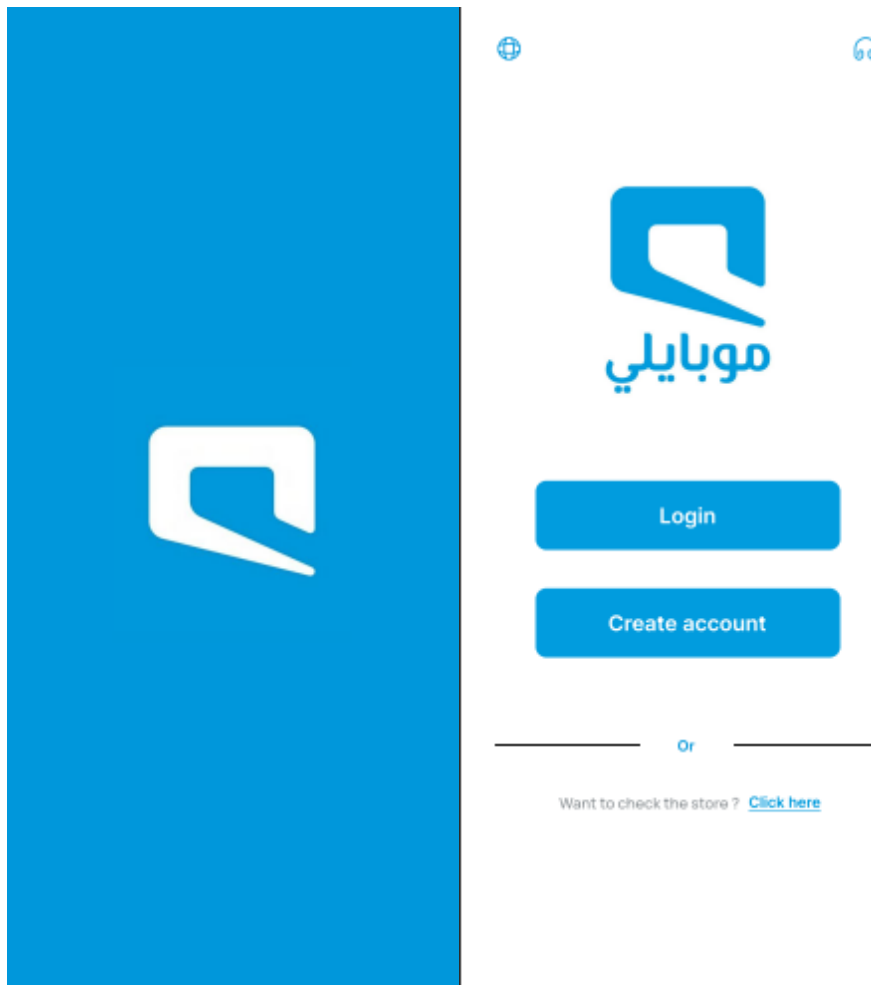 موبايلي
Login
Create account
Or
Want to check the store ? Click here